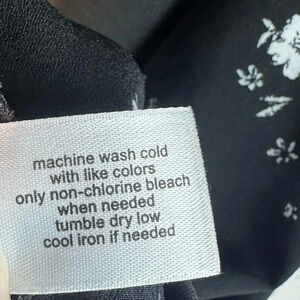 machine wash cold
with like colors
only non-chlorine bleach
when needed
tumble dry low
cool iron if needed